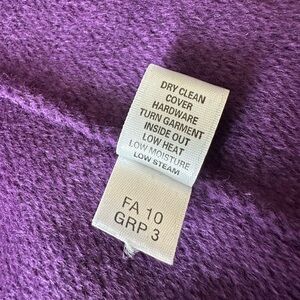 DRY CLEAN
COVER
HARDWARE
TURN GARMENT
INSIDE OUT
LOW HEAT
LOW MOISTURE
LOW STEAM
FA 10
GRP 3